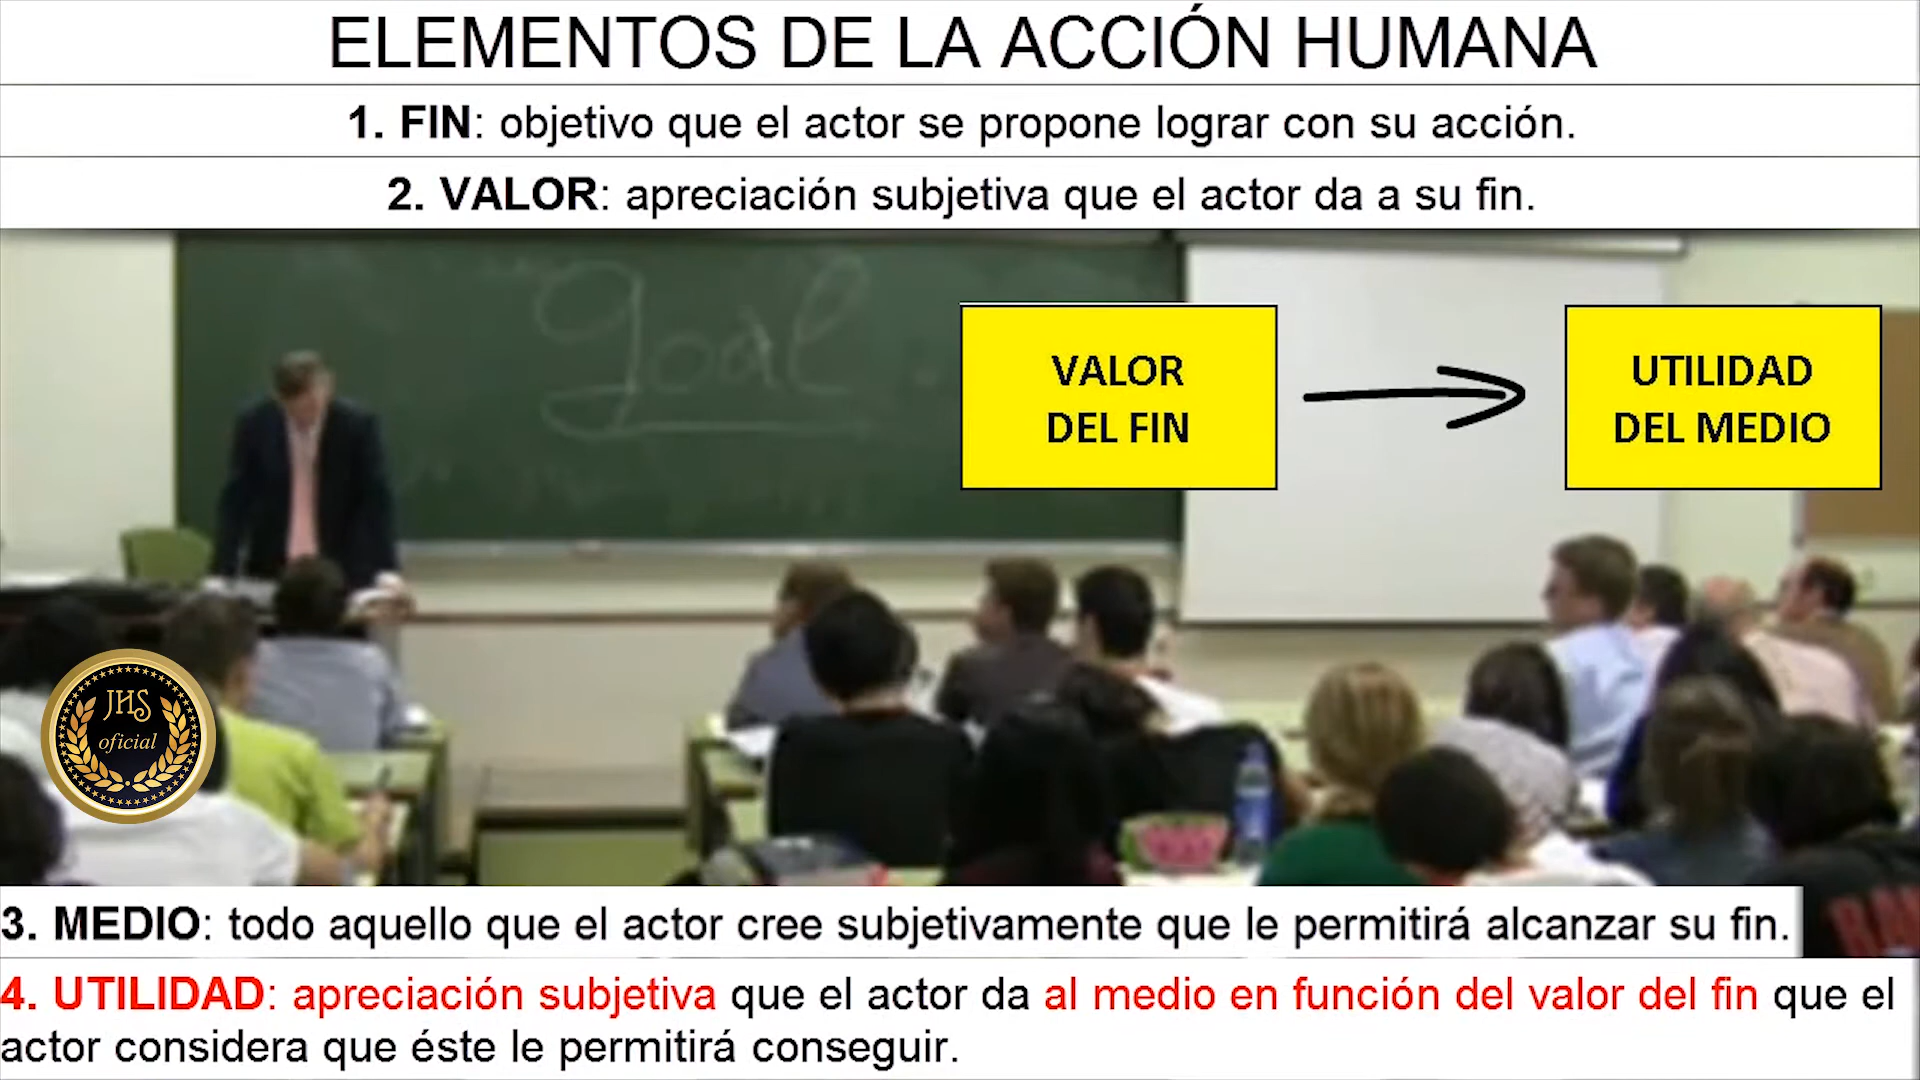 ELEMENTOS DE LA ACCIÓN HUMANA
1. FIN: objetivo que el actor se propone lograr con su acción.
2. VALOR: apreciación subjetiva que el actor da a su fin.
goal
VALOR
DEL FIN
UTILIDAD
DEL MEDIO
JHS
oficial
3. MEDIO: todo aquello que el actor cree subjetivamente que le permitirá alcanzar su fin.
4. UTILIDAD: apreciación subjetiva que el actor da al medio en función del valor del fin que el
actor considera que éste le permitirá conseguir.